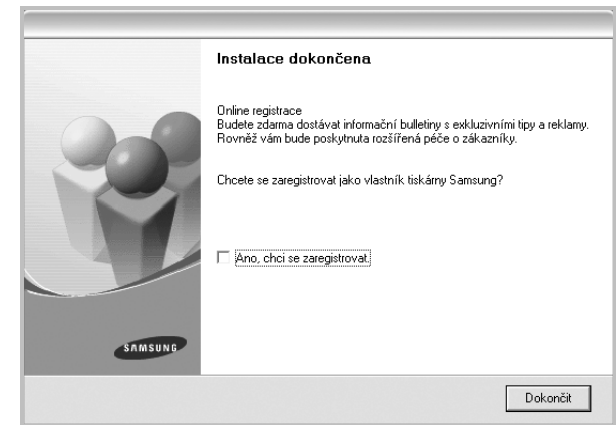 Instalace dokončena
Online registrace
Budete zdarma dostávat informační bulletiny s exkluzivními tipy a reklamy.
Rovněž vám bude poskytnuta rozšířená péče o zákazníky.
Chcete se zaregistrovat jako vlastník tiskárny Samsung?
Ano, chci se zaregistrovat.
SAMSUNG
Dokončit